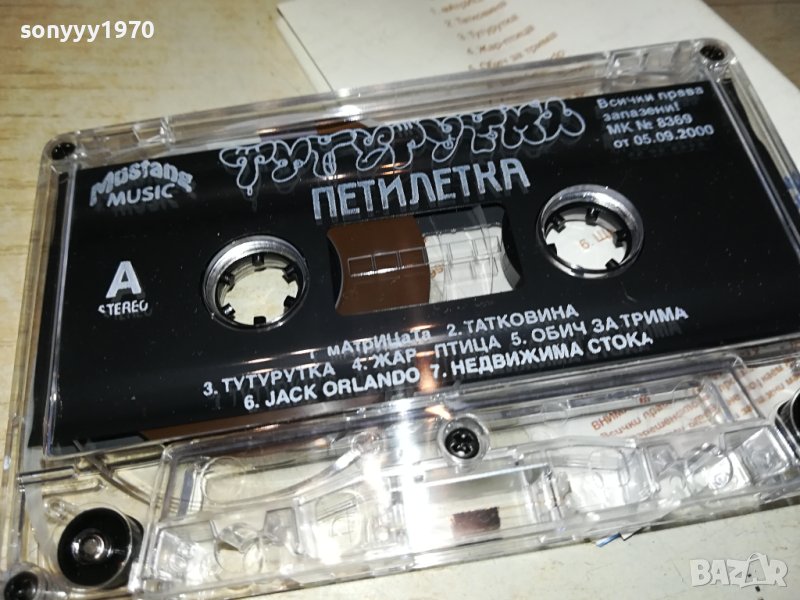 sonyyy1970
Mustang
MUSIC
ПЕТИЛЕТКА
Всички права
запазени!
МК № 8369
от 05.09.2000
A
STEREO
1 мАтРИЦата 2. ТАТКОВИНА
3. ТУТУРУТКА 4. ЖАР ПТИЦА 5. ОБИЧ ЗА ТРИМА
6. JACK ORLANDO 7. НЕДВИЖИМА СТОКА
BAZAR